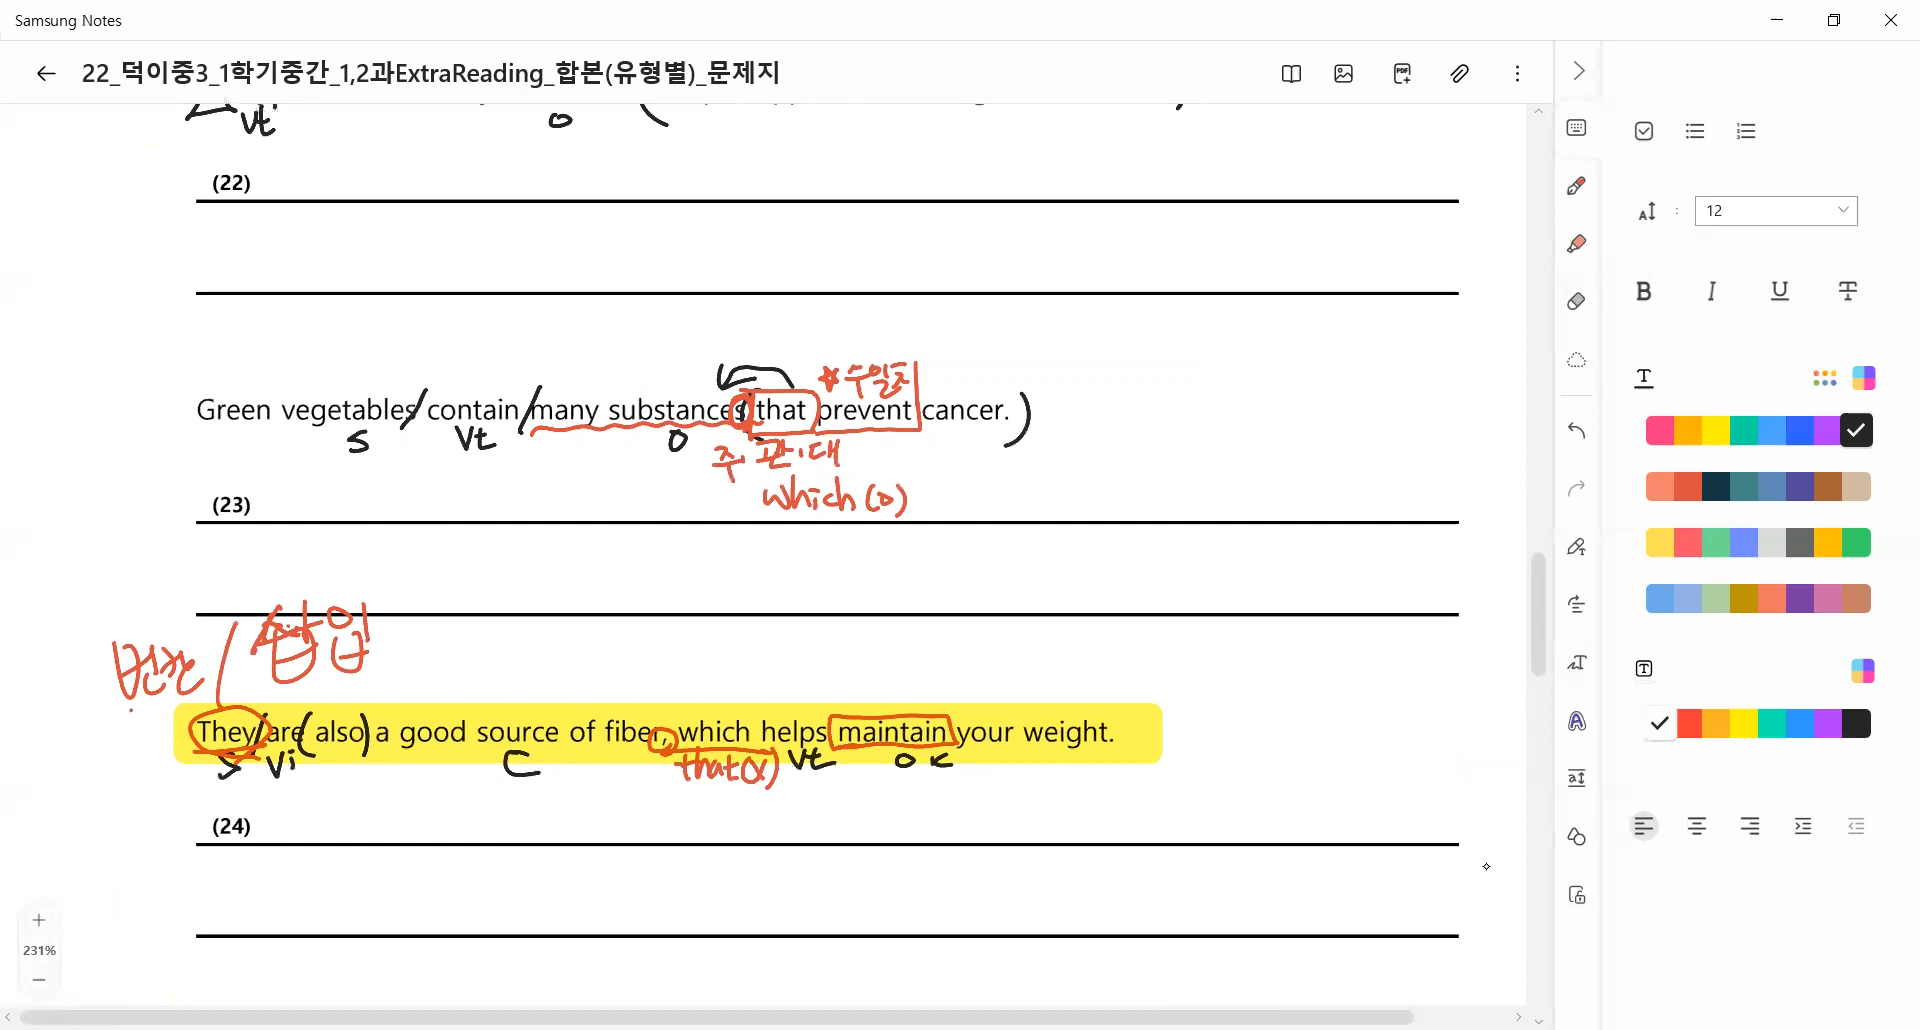 Samsung Notes
22_덕이중3_1학기중간_1,2과ExtraReading_합본(유형별)_문제지
vt
o
(22)
12
B I U T
★수일치
Green vegetables/contain/many substances(that prevent cancer.)
s vt o
주.관.대
which(o)
(23)
삽입
They/are(also)a good source of fiber, which helps maintain your weight.
s vi c that(x) vt oc
(24)
231%